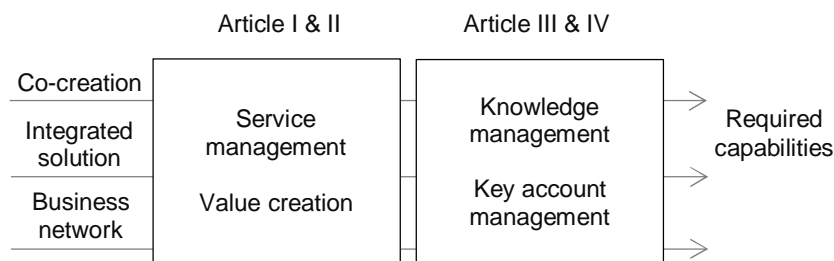 Article I & II
Article III & IV
Co-creation
Integrated
solution
Business
network
Service
management
Value creation
Knowledge
management
Key account
management
Required
capabilities